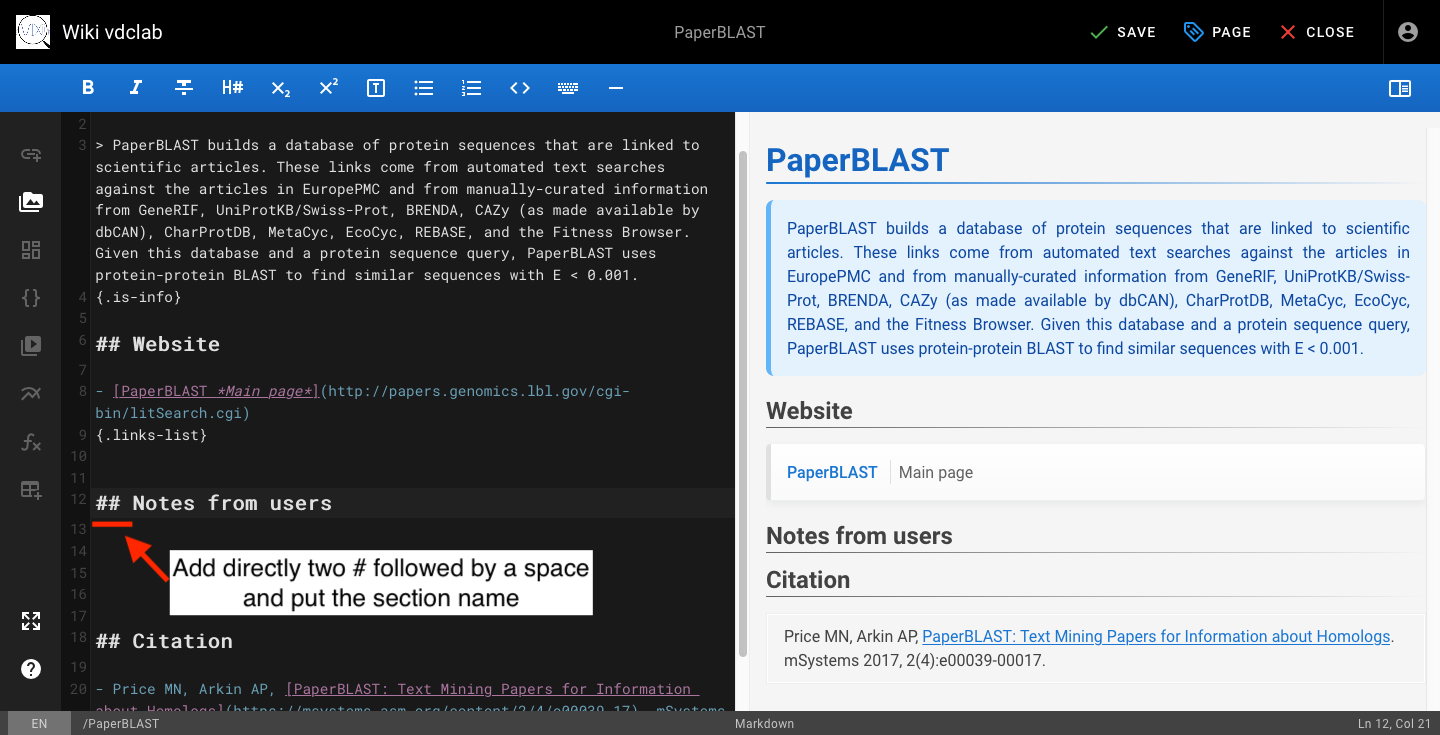 Wiki vdclab
PaperBLAST
SAVE
PAGE
CLOSE
B I S H# X2 X2 T <>
2
3 > PaperBLAST builds a database of protein sequences that are linked to
scientific articles. These links come from automated text searches
against the articles in EuropePMC and from manually-curated information
from GeneRIF, UniProtKB/Swiss-Prot, BRENDA, CAZy (as made available by
dbCAN), CharProtDB, MetaCyc, EcoCyc, REBASE, and the Fitness Browser.
Given this database and a protein sequence query, PaperBLAST uses
protein-protein BLAST to find similar sequences with E < 0.001.
4 {.is-info}
5
6 ## Website
7
8 - [PaperBLAST *Main page*](http://papers.genomics.lbl.gov/cgi-
bin/litSearch.cgi)
9 {.links-list}
10
11
12 ## Notes from users
13
14
Add directly two # followed by a space
15
and put the section name
16
17
18 ## Citation
19
20 - Price MN, Arkin AP, [PaperBLAST: Text Mining Papers for Information
about Homologs](https://msystems.asm.org/content/2/4/e00039-17). mSystems
PaperBLAST
PaperBLAST builds a database of protein sequences that are linked to scientific
articles. These links come from automated text searches against the articles in
EuropePMC and from manually-curated information from GeneRIF, UniProtKB/Swiss-
Prot, BRENDA, CAZy (as made available by dbCAN), CharProtDB, MetaCyc, EcoCyc,
REBASE, and the Fitness Browser. Given this database and a protein sequence query,
PaperBLAST uses protein-protein BLAST to find similar sequences with E < 0.001.
Website
PaperBLAST Main page
Notes from users
Citation
Price MN, Arkin AP, PaperBLAST: Text Mining Papers for Information about Homologs.
mSystems 2017, 2(4):e00039-00017.
EN
/PaperBLAST
Markdown
Ln 12, Col 21